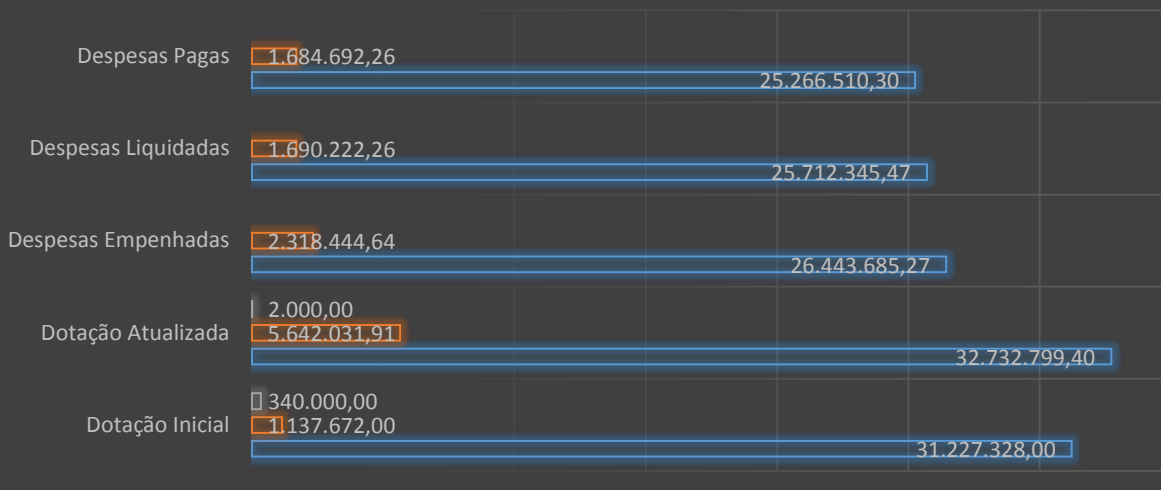 Despesas Pagas
1.684.692,26
25.266.510,30
Despesas Liquidadas
1.690.222,26
25.712.345,47
Despesas Empenhadas
2.318.444,64
26.443.685,27
2.000,00
Dotação Atualizada
5.642.031,91
32.732.799,40
340.000,00
Dotação Inicial
1.137.672,00
31.227.328,00